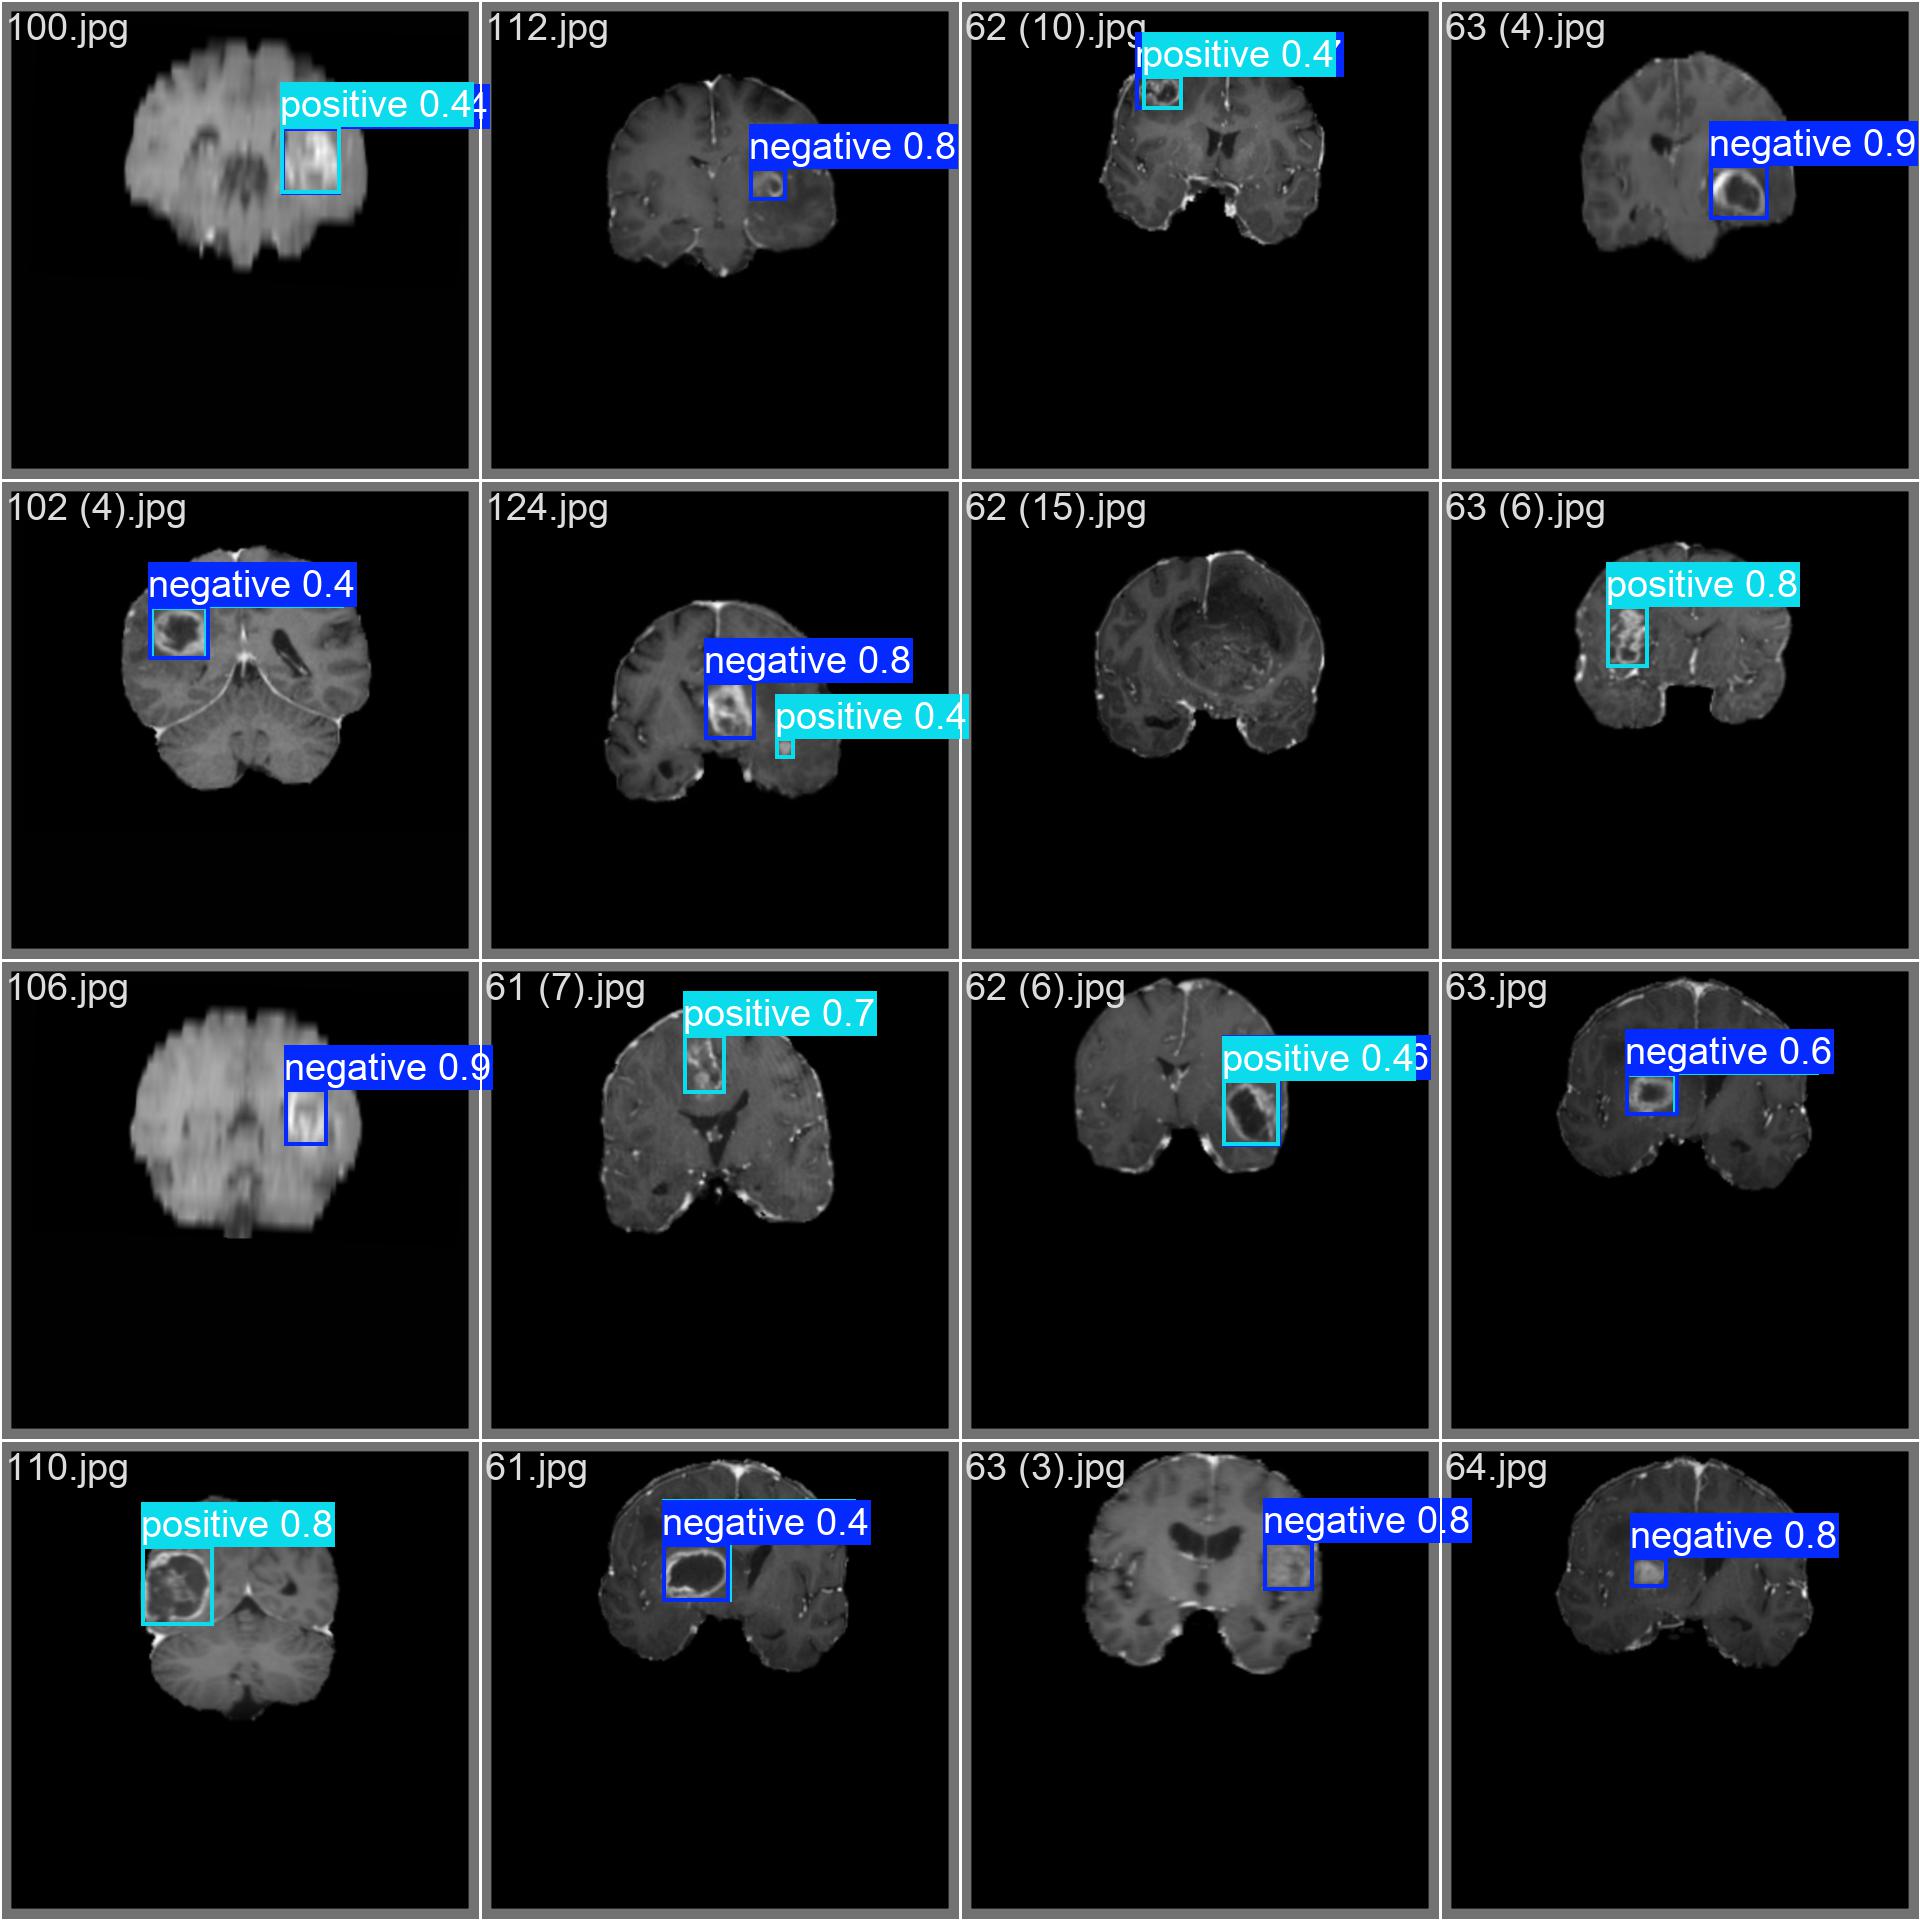 100.jpg
positive 0.44
112.jpg
negative 0.8
62 (10).jpg
positive 0.4
63 (4).jpg
negative 0.9
102 (4).jpg
negative 0.4
124.jpg
negative 0.8
positive 0.4
62 (15).jpg
63 (6).jpg
positive 0.8
106.jpg
negative 0.9
61 (7).jpg
positive 0.7
62 (6).jpg
positive 0.46
63.jpg
negative 0.6
110.jpg
positive 0.8
61.jpg
negative 0.4
63 (3).jpg
negative 0.8
64.jpg
negative 0.8